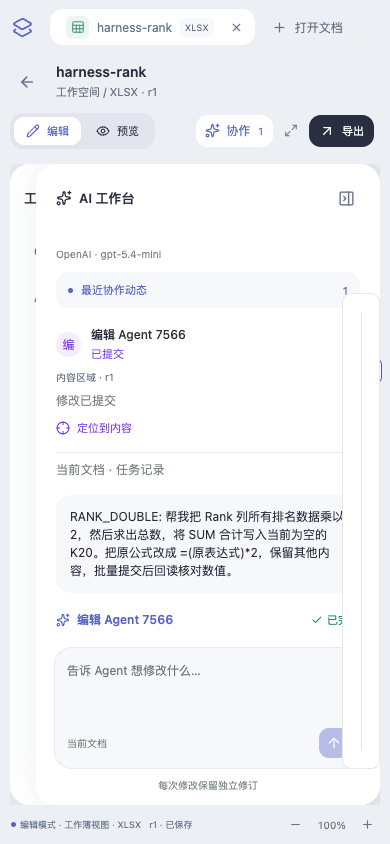 harness-rank XLSX
打开文档
harness-rank
工作空间 / XLSX · r1
编辑
预览
协作 1
导出
工
AI 工作台
OpenAI · gpt-5.4-mini
最近协作动态 1
编
编辑 Agent 7566
已提交
内容区域 · r1
修改已提交
定位到内容
当前文档 · 任务记录
RANK_DOUBLE: 帮我把 Rank 列所有排名数据乘以
2，然后求出总数，将 SUM 合计写入当前为空的
K20。把原公式改成 =(原表达式)*2，保留其他内
容，批量提交后回读核对数值。
编辑 Agent 7566
已
告诉 Agent 想修改什么...
当前文档
每次修改保留独立修订
编辑模式 · 工作簿视图 · XLSX r1 · 已保存
100%